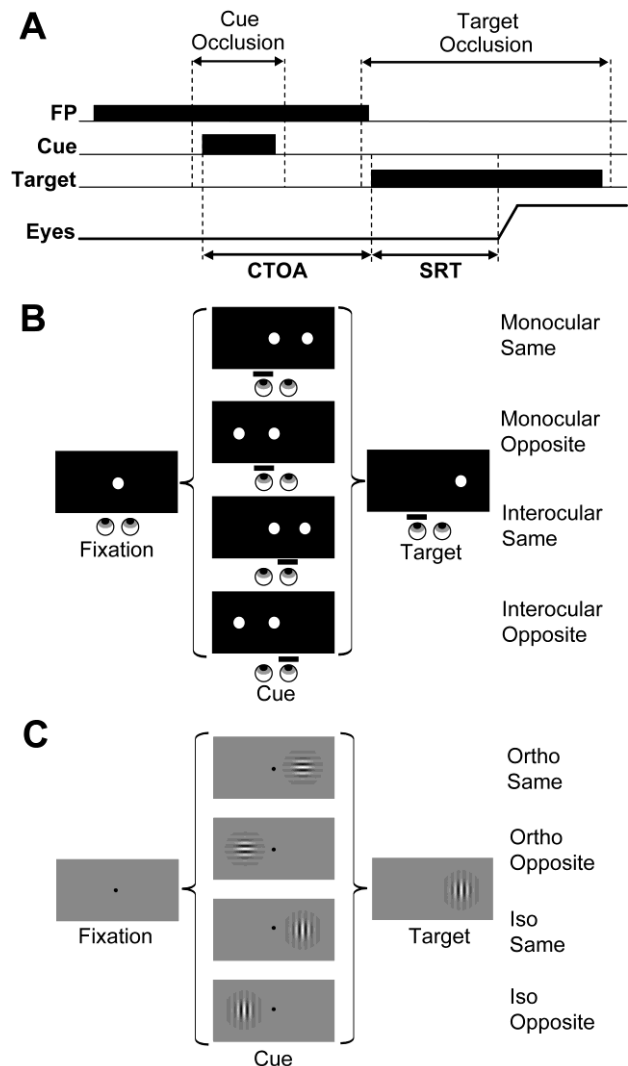 A
Cue
Occlusion
Target
Occlusion
FP
Cue
Target
Eyes
CTOA
SRT
B
Monocular
Same
Monocular
Opposite
Interocular
Same
Interocular
Opposite
Fixation
Target
Cue
C
Ortho
Same
Ortho
Opposite
Iso
Same
Iso
Opposite
Fixation
Target
Cue